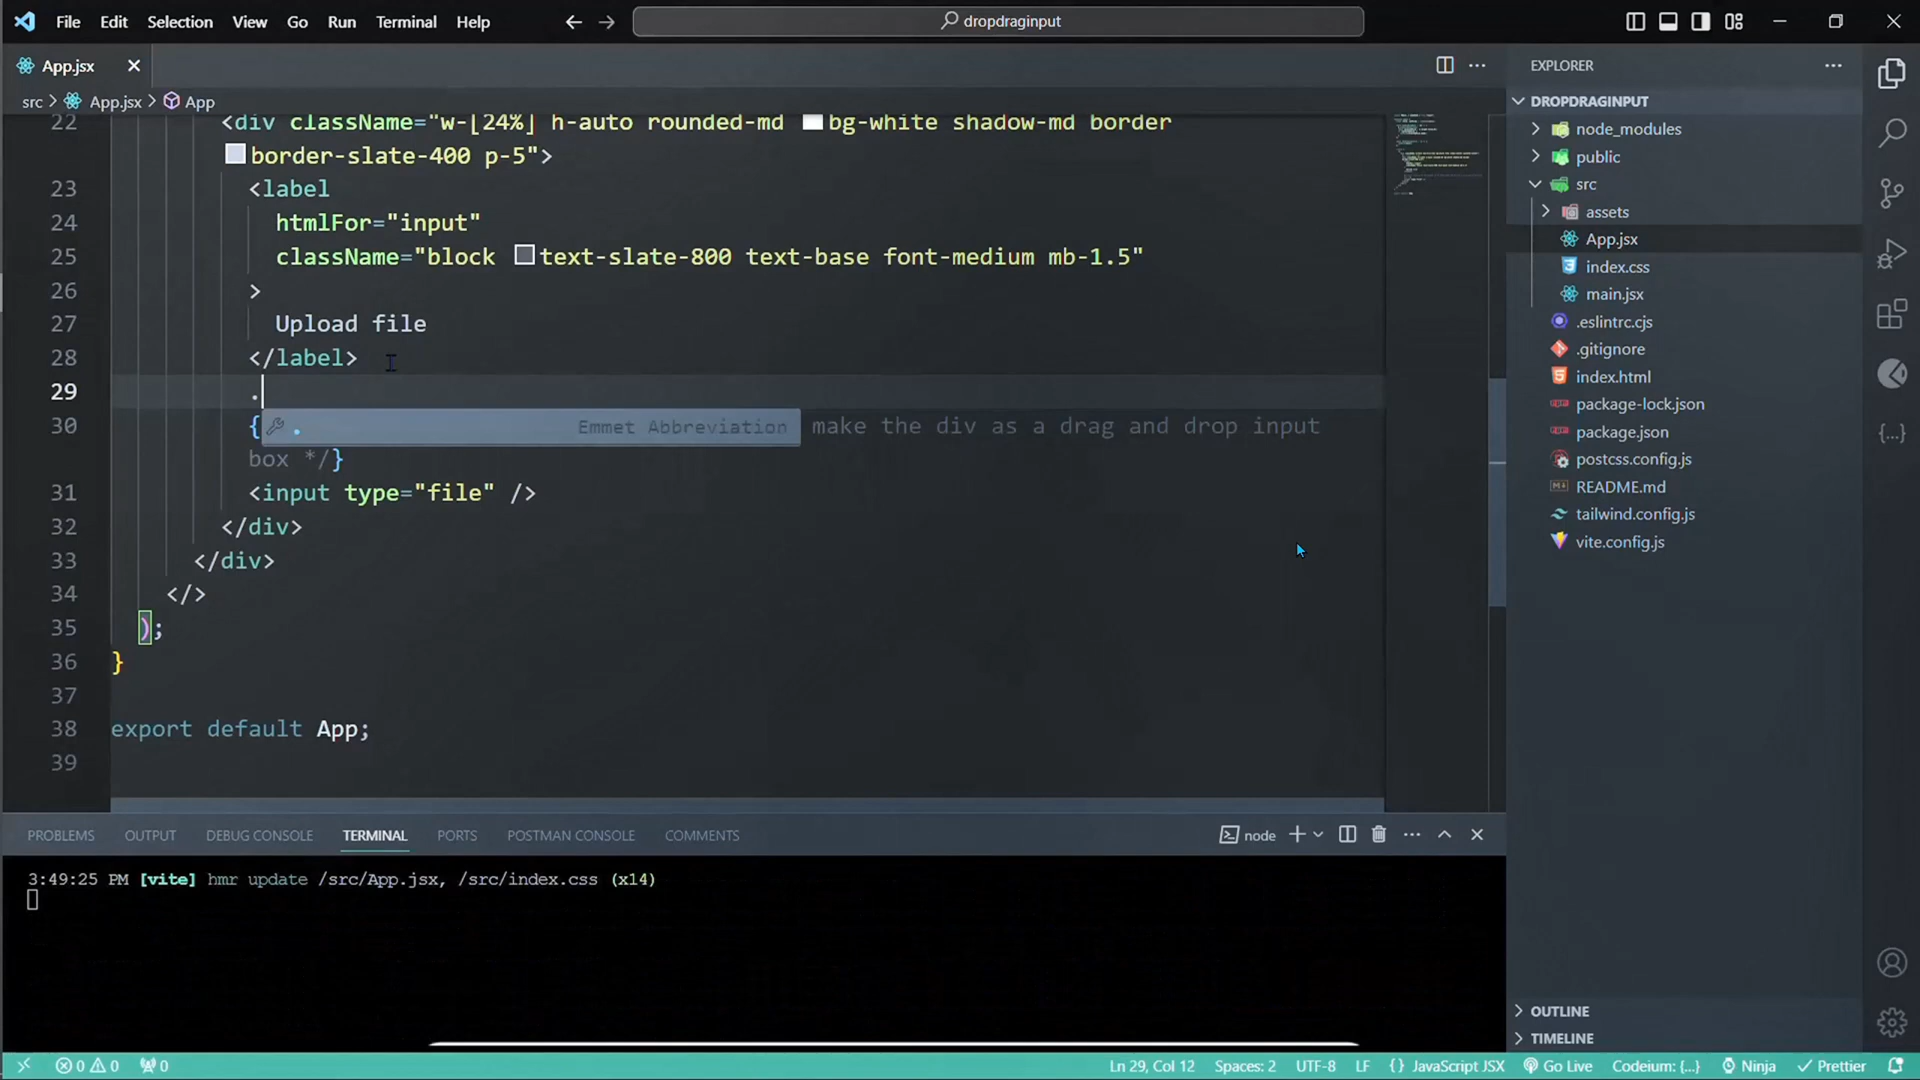 File Edit Selection View Go Run Terminal Help
dropdraginput
App.jsx
src > App.jsx > App
22 <div className="w-[24%] h-auto rounded-md bg-white shadow-md border
border-slate-400 p-5">
23 <label
24 htmlFor="input"
25 className="block text-slate-800 text-base font-medium mb-1.5"
26 >
27 Upload file
28 </label>
29 .
. Emmet Abbreviation
30 { make the div as a drag and drop input
box */}
31 <input type="file" />
32 </div>
33 </div>
34 </>
35 );
36 }
37
38 export default App;
39
PROBLEMS OUTPUT DEBUG CONSOLE TERMINAL PORTS POSTMAN CONSOLE COMMENTS
node
3:49:25 PM [vite] hmr update /src/App.jsx, /src/index.css (x14)
EXPLORER
DROPDRAGINPUT
node_modules
public
src
assets
App.jsx
index.css
main.jsx
.eslintrc.cjs
.gitignore
index.html
package-lock.json
package.json
postcss.config.js
README.md
tailwind.config.js
vite.config.js
OUTLINE
TIMELINE
0 0 0
Ln 29, Col 12 Spaces: 2 UTF-8 LF {} JavaScript JSX Go Live Codeium: {...} Ninja Prettier